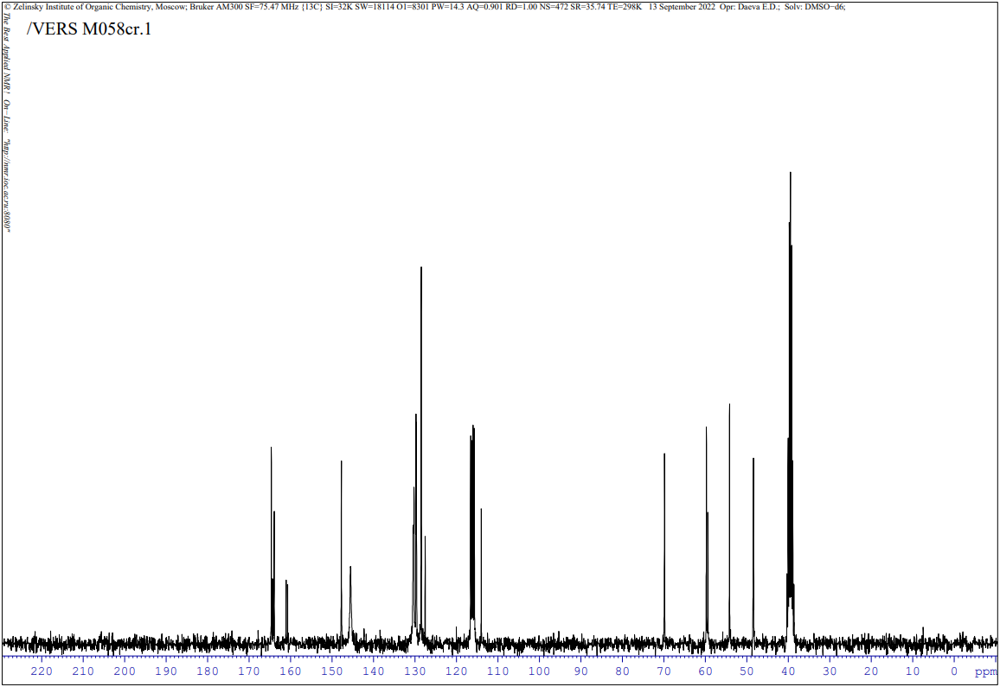 © Zelinsky Institute of Organic Chemistry, Moscow; Bruker AM300 SF=75.47 MHz {13C} SI=32K SW=18114 O1=8301 PW=14.3 AQ=0.901 RD=1.00 NS=472 SR=35.74 TE=298K 13 September 2022 Opr: Daeva E.D.; Solv: DMSO−d6;
/VERS M058cr.1
The Best Applied NMR! On−Line: "http://nmr.ioc.ac.ru:8080"
220 210 200 190 180 170 160 150 140 130 120 110 100 90 80 70 60 50 40 30 20 10 0 ppm